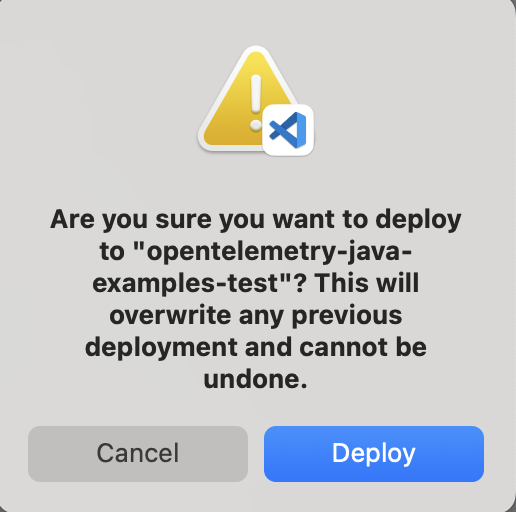 Are you sure you want to deploy
to "opentelemetry-java-
examples-test"? This will
overwrite any previous
deployment and cannot be
undone.
Cancel
Deploy